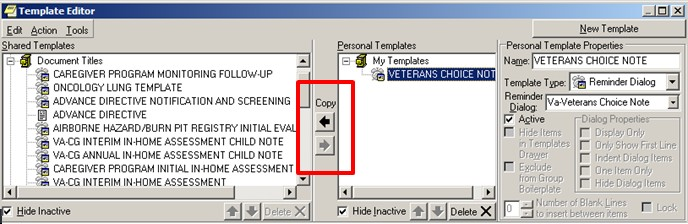 Template Editor
Edit Action Tools
New Template
Shared Templates
Document Titles
CAREGIVER PROGRAM MONITORING FOLLOW-UP
ONCOLOGY LUNG TEMPLATE
ADVANCE DIRECTIVE NOTIFICATION AND SCREENING
ADVANCE DIRECTIVE
AIRBORNE HAZARD/BURN PIT REGISTRY INITIAL EVAL
VA-CG INTERIM IN-HOME ASSESSMENT CHILD NOTE
VA-CG ANNUAL IN-HOME ASSESSMENT CHILD NOTE
CAREGIVER PROGRAM INITIAL IN-HOME ASSESSMENT
VA-CG INTERIM IN-HOME ASSESSMENT
Hide Inactive
Delete
Copy
Personal Templates
My Templates
VETERANS CHOICE NOT
Hide Inactive
Delete
Personal Template Properties
Name: VETERANS CHOICE NOTE
Template Type: Reminder Dialog
Reminder Dialog: Va-Veterans Choice Note
Active
Hide Items in Templates Drawer
Exclude from Group Boilerplate
Dialog Properties
Display Only
Only Show First Line
Indent Dialog Items
One Item Only
Hide Dialog Items
0 Number of Blank Lines to insert between items
Lock